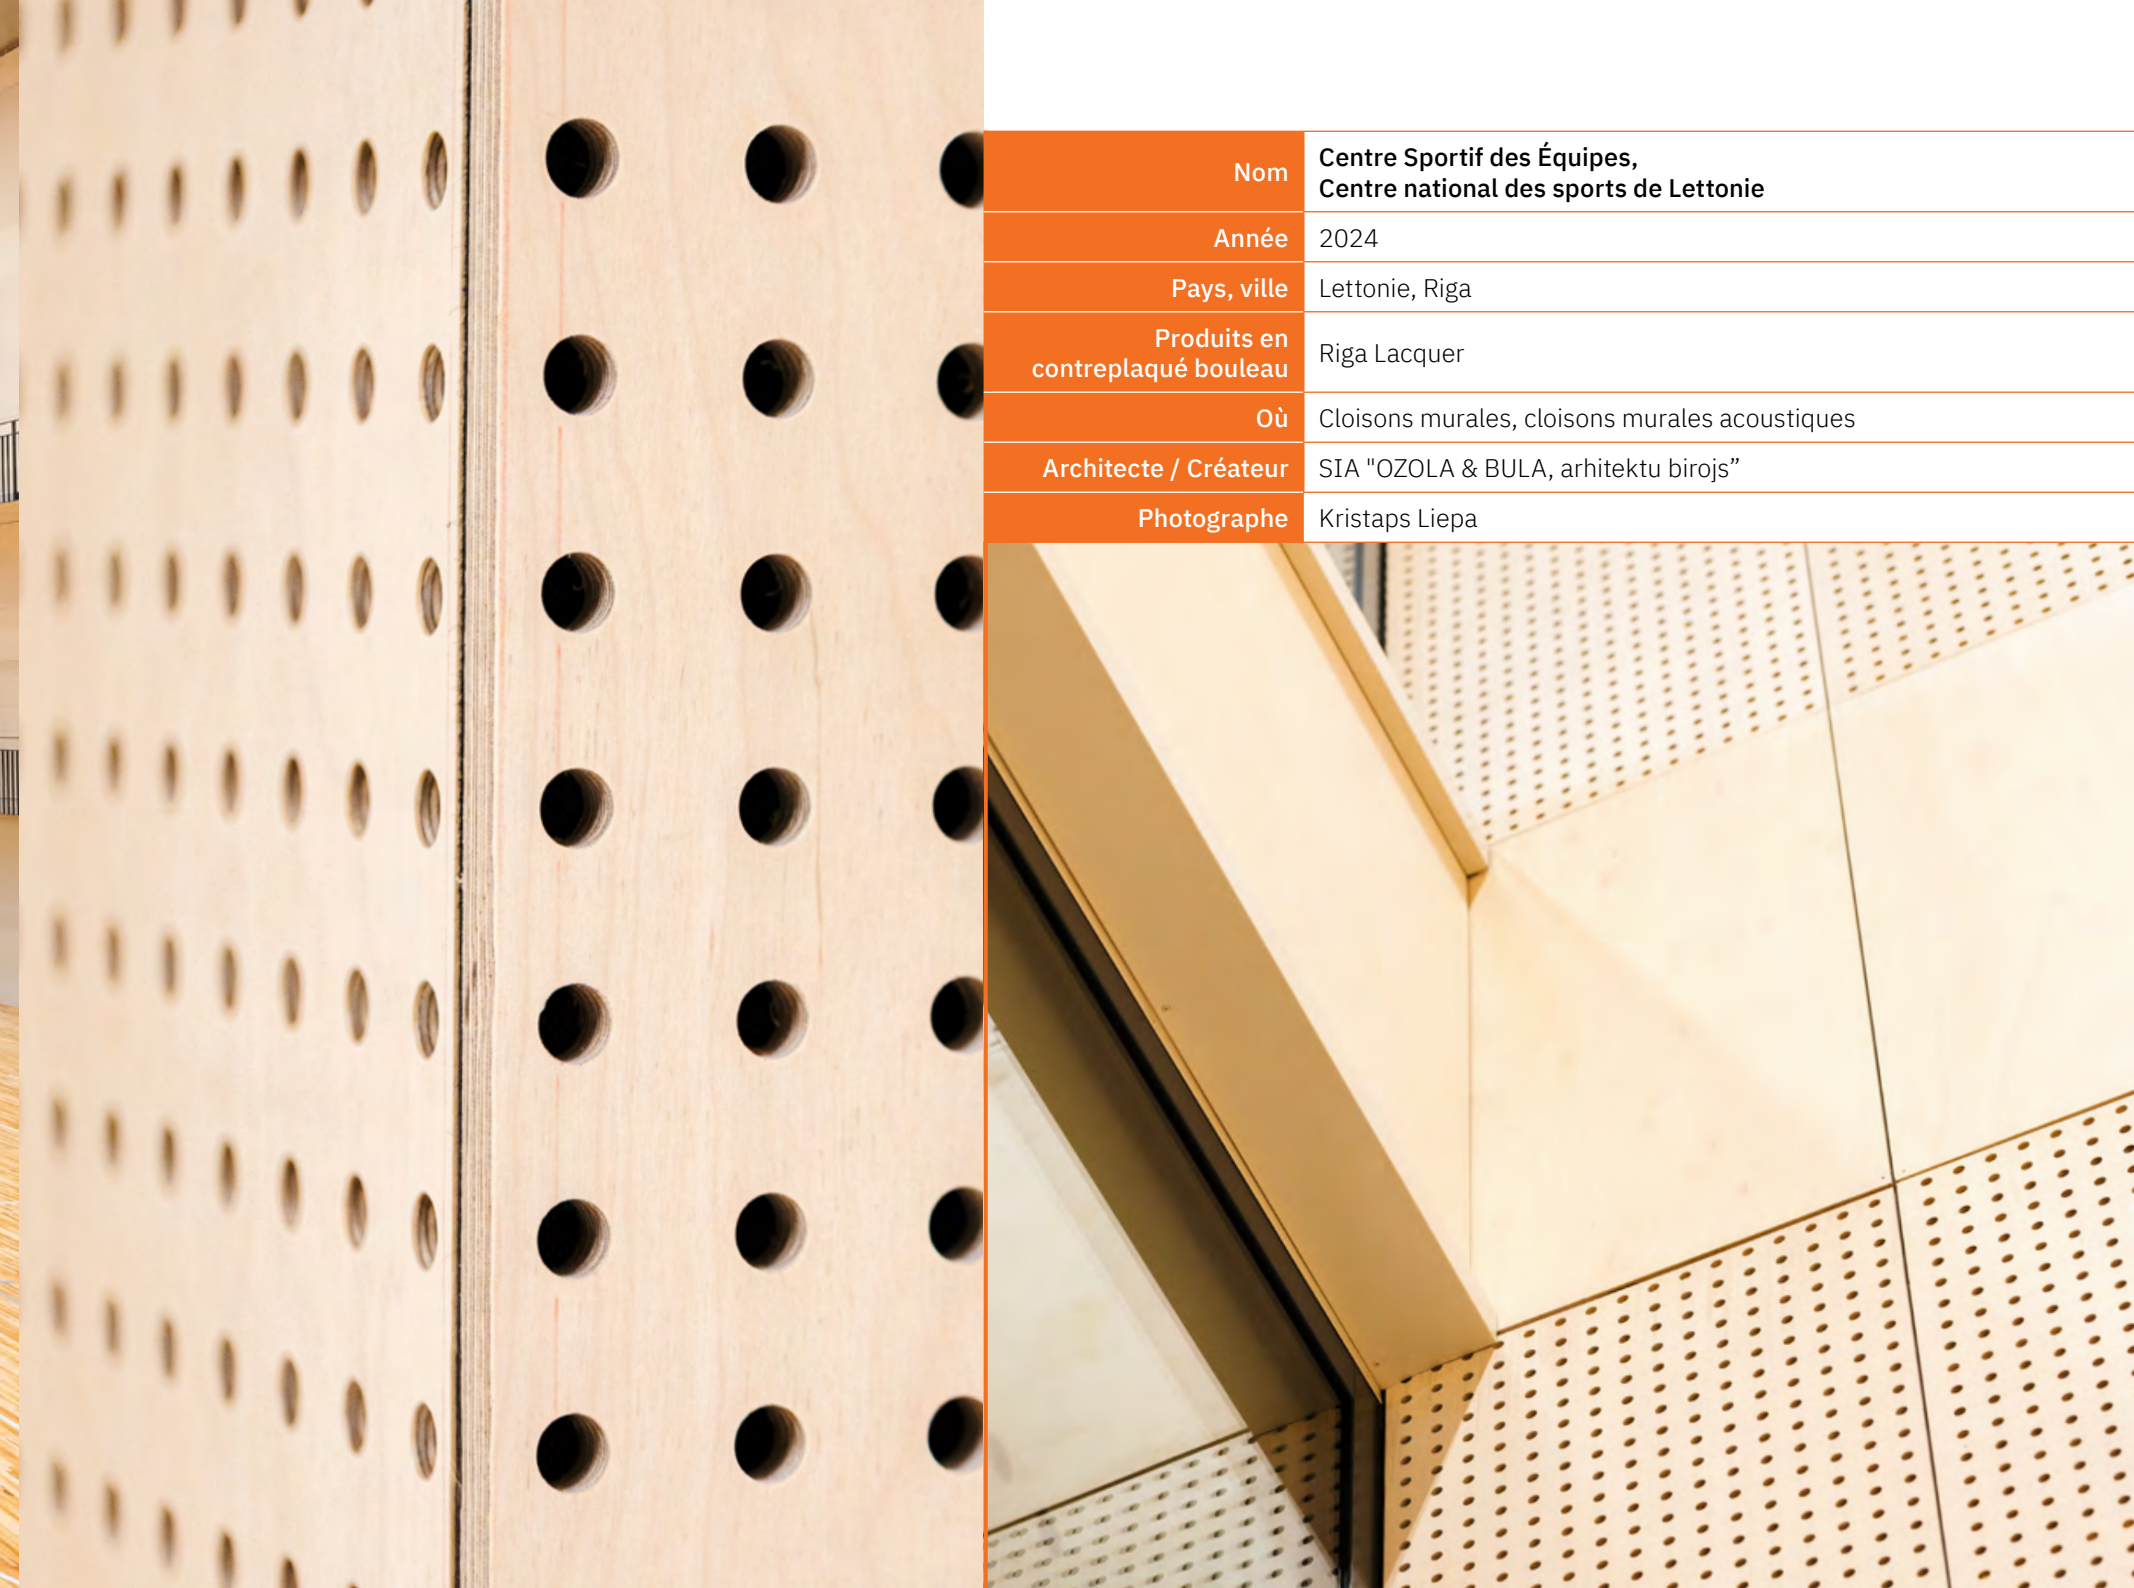 Nom
Centre Sportif des Équipes,
Centre national des sports de Lettonie
Année
2024
Pays, ville
Lettonie, Riga
Produits en
contreplaqué bouleau
Riga Lacquer
Où
Cloisons murales, cloisons murales acoustiques
Architecte / Créateur
SIA "OZOLA & BULA, arhitektu birojs”
Photographe
Kristaps Liepa